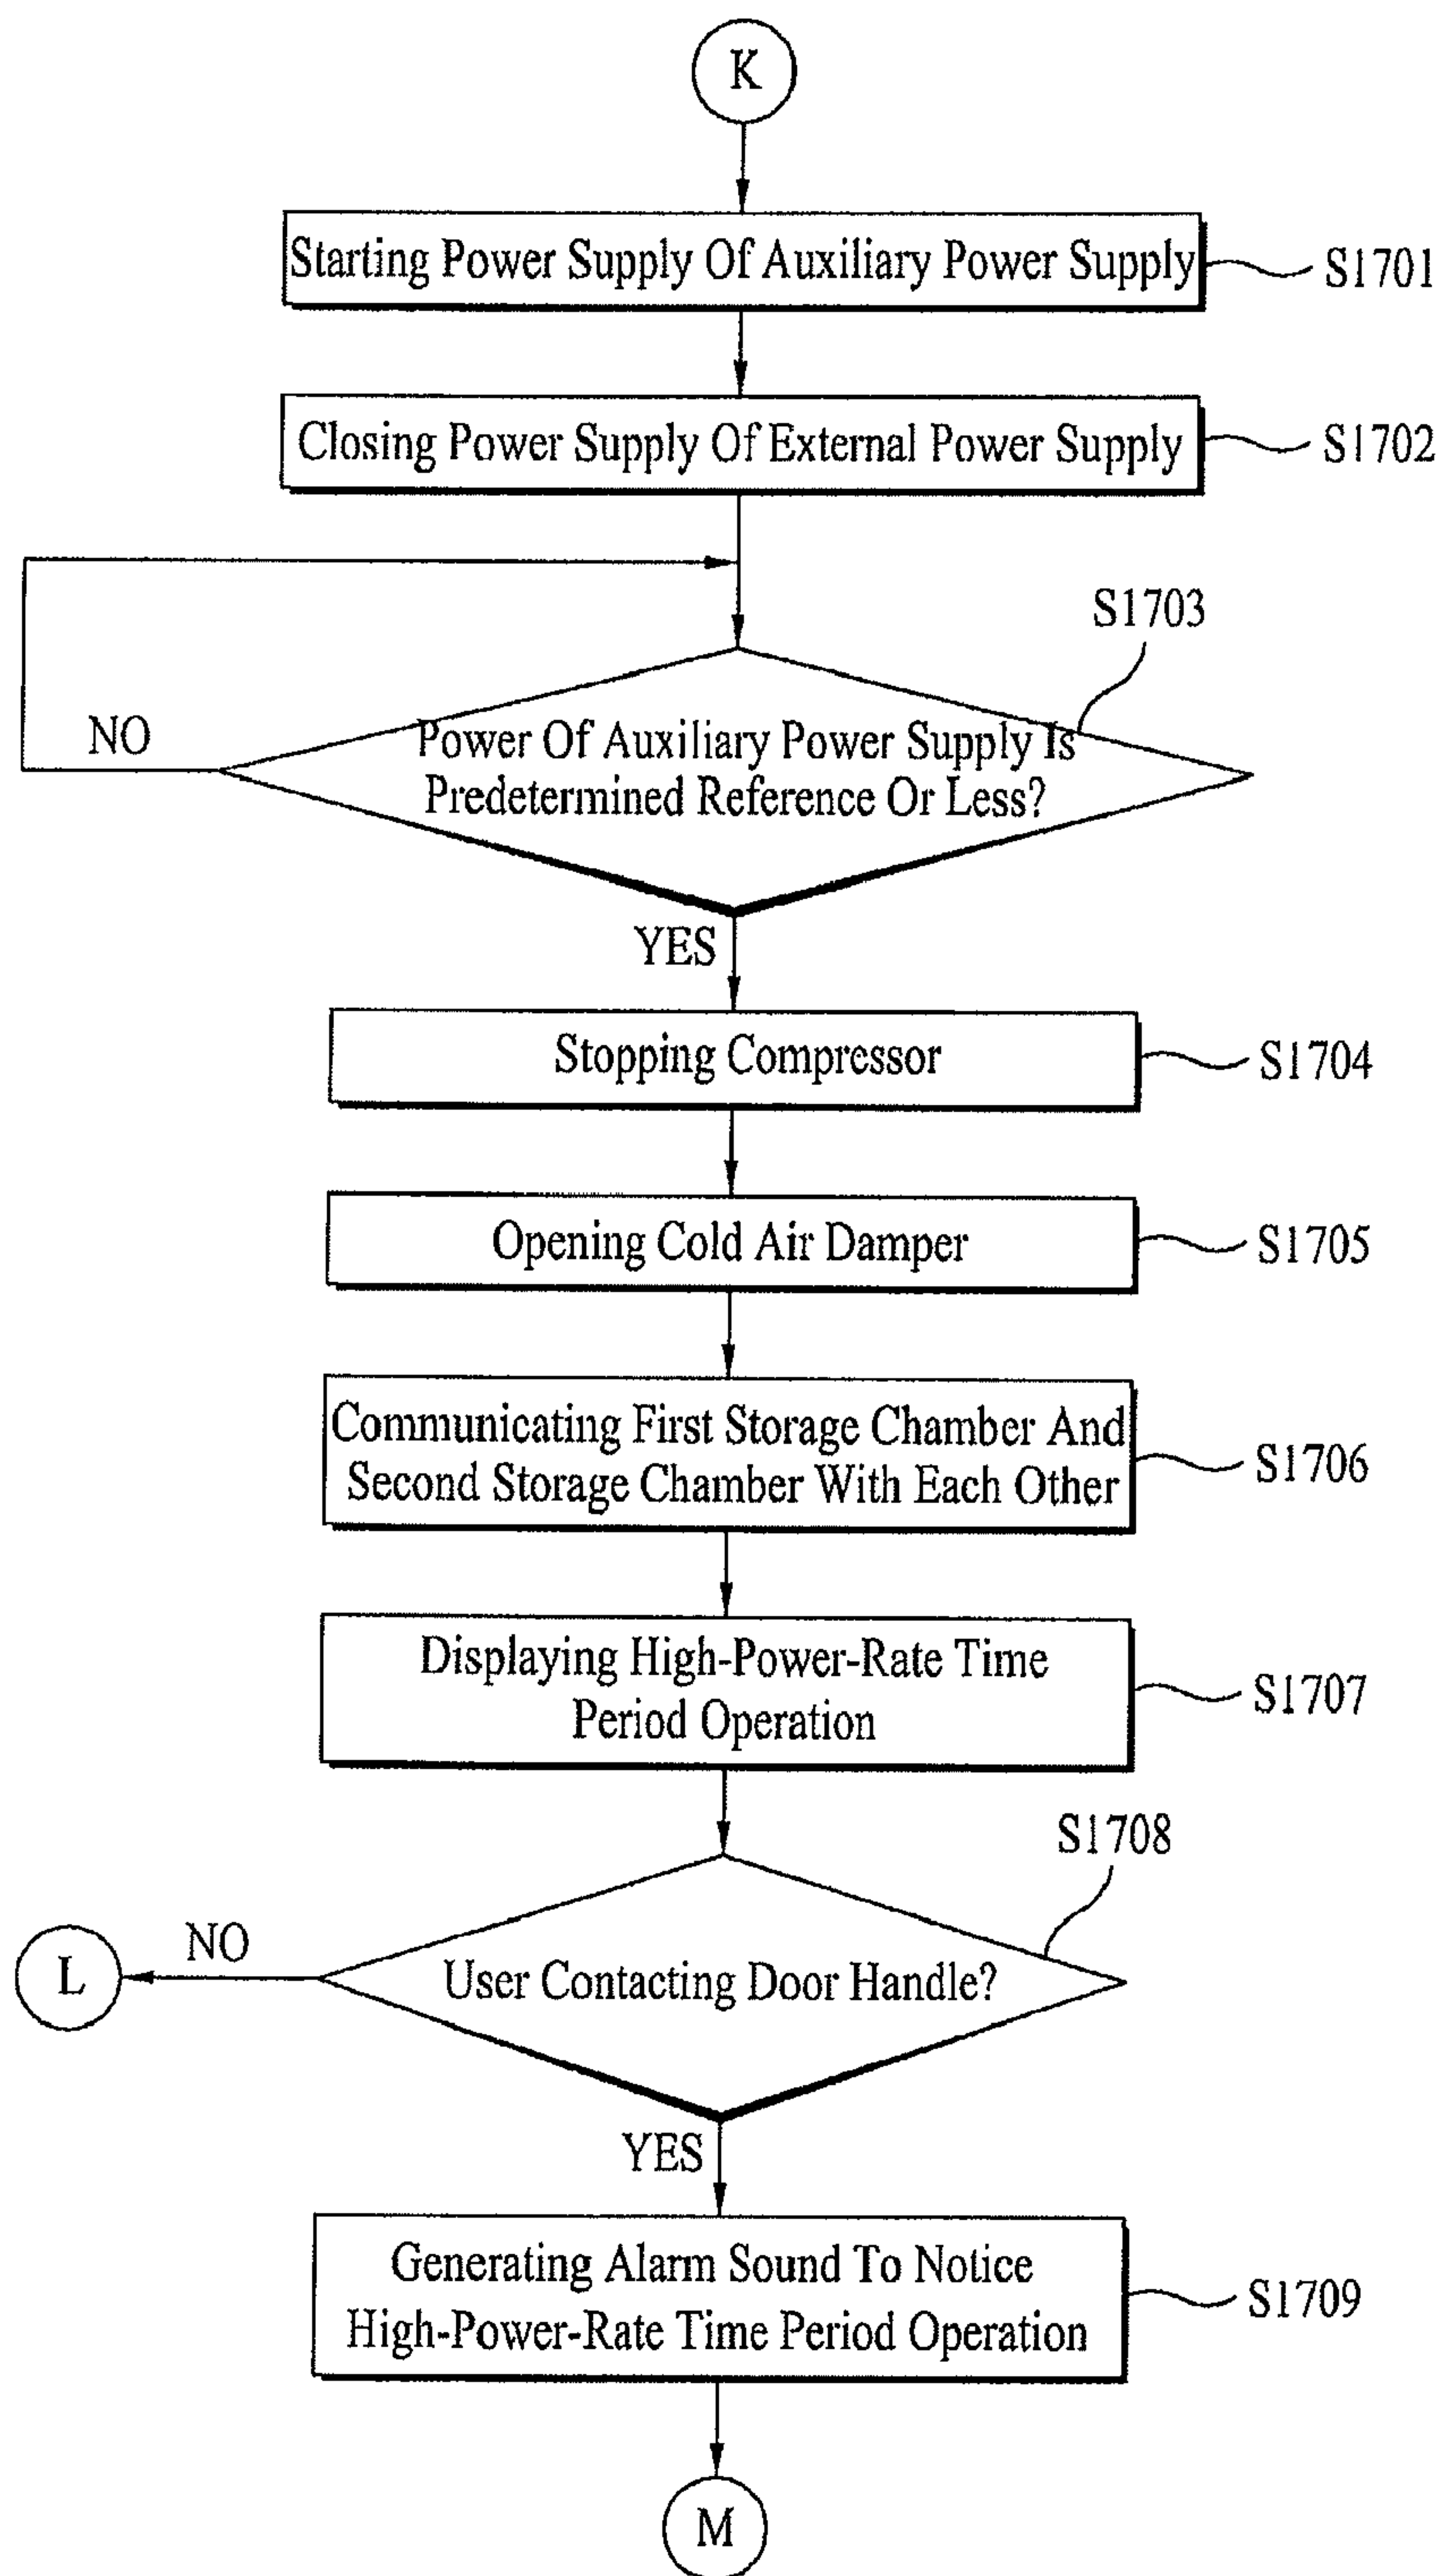 K
Starting Power Supply Of Auxiliary Power Supply
S1701
Closing Power Supply Of External Power Supply
S1702
S1703
NO
Power Of Auxiliary Power Supply Is
Predetermined Reference Or Less?
YES
Stopping Compressor
S1704
Opening Cold Air Damper
S1705
Communicating First Storage Chamber And
Second Storage Chamber With Each Other
S1706
Displaying High-Power-Rate Time
Period Operation
S1707
S1708
L
NO
User Contacting Door Handle?
YES
Generating Alarm Sound To Notice
High-Power-Rate Time Period Operation
S1709
M